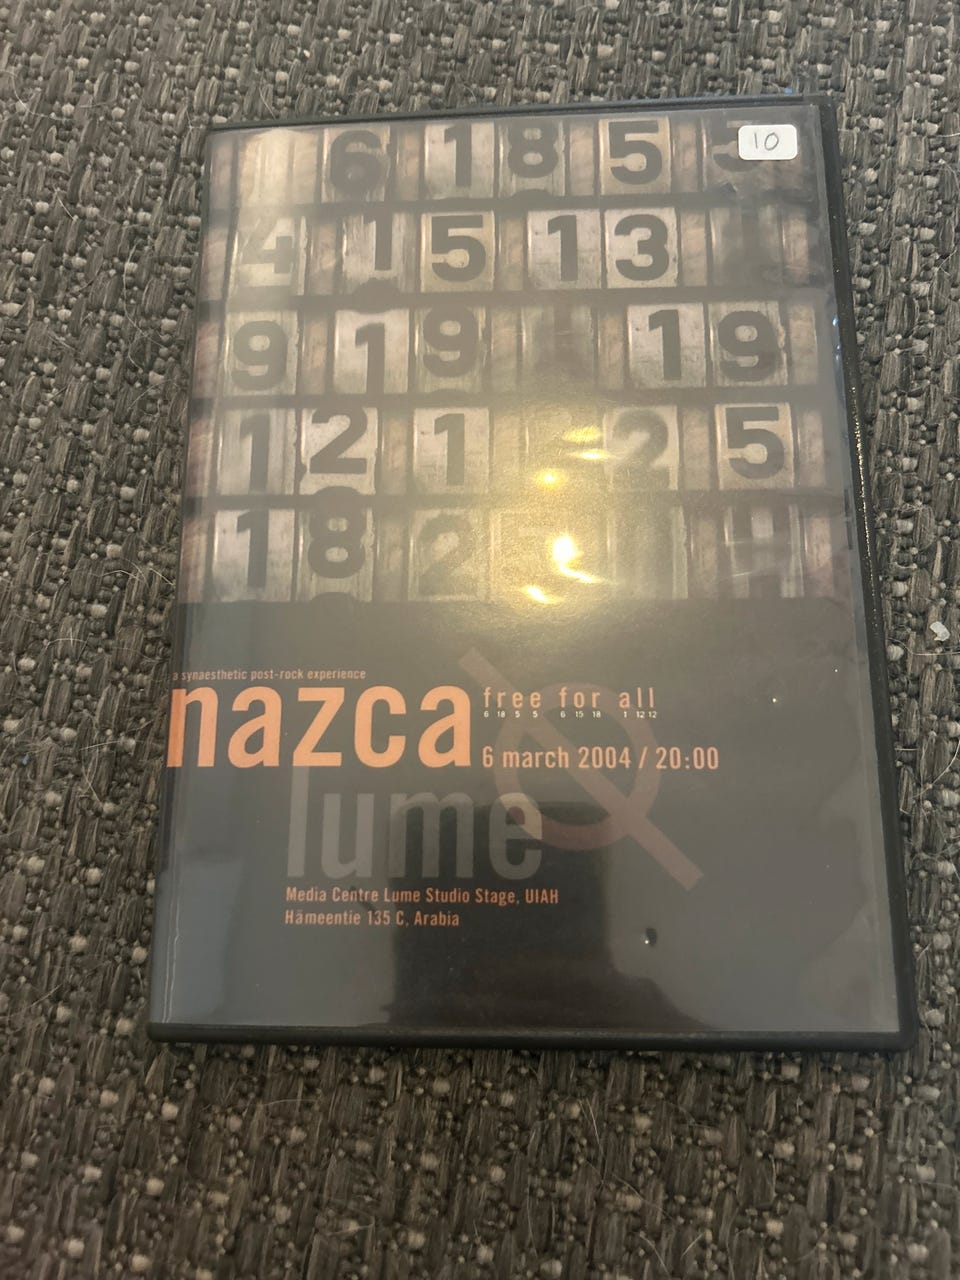 10
6 18 5 5
4 15 13
9 19 19
12 1 25
18 2
a synaesthetic post-rock experience
nazca
free for all
6 18 5 5 6 15 18 1 12 12
6 march 2004 / 20:00
lume
Media Centre Lume Studio Stage, UIAH
Hämeentie 135 C, Arabia